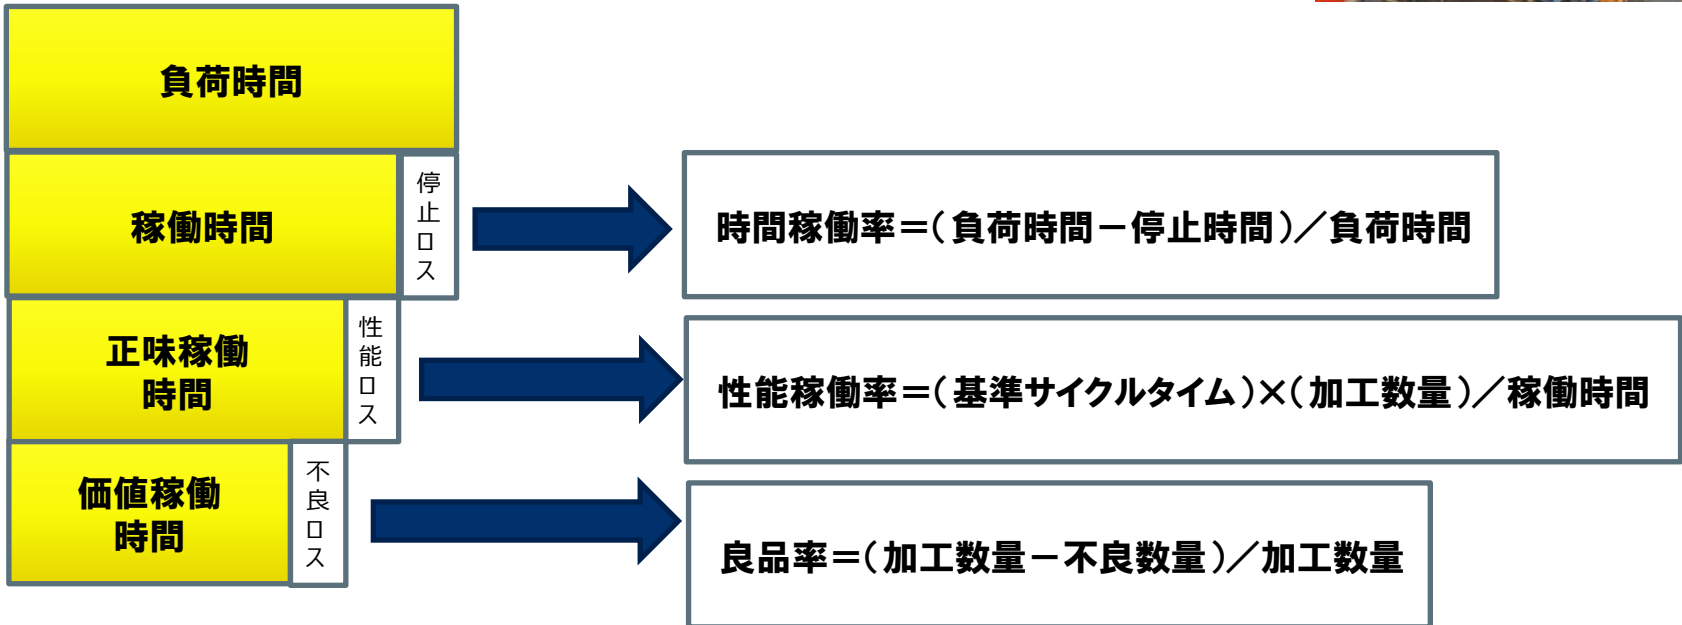 負荷時間
稼働時間
停止ロス
時間稼働率＝(負荷時間－停止時間)／負荷時間
正味稼働
時間
性能ロス
性能稼働率＝(基準サイクルタイム)×(加工数量)／稼働時間
価値稼働
時間
不良ロス
良品率＝(加工数量－不良数量)／加工数量